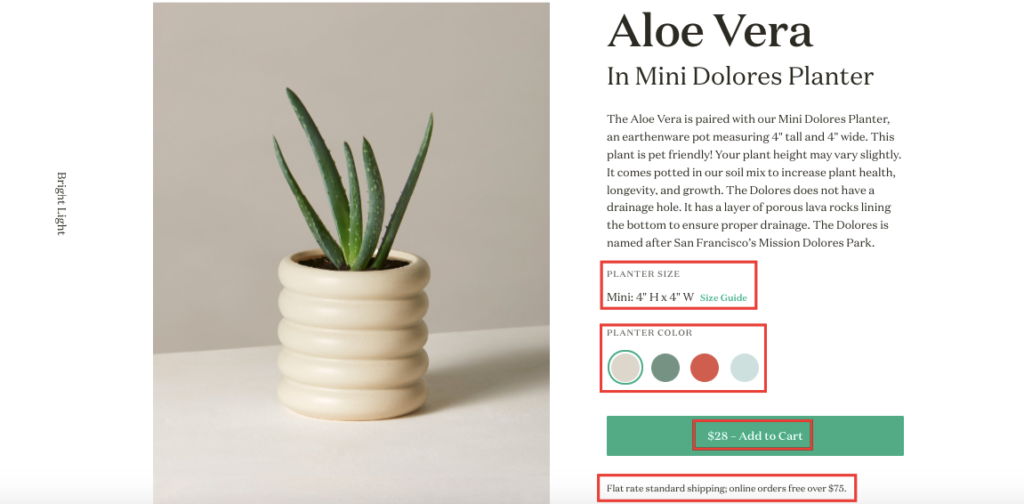 Bright Light
Aloe Vera
In Mini Dolores Planter
The Aloe Vera is paired with our Mini Dolores Planter,
an earthenware pot measuring 4” tall and 4” wide. This
plant is pet friendly! Your plant height may vary slightly.
It comes potted in our soil mix to increase plant health,
longevity, and growth. The Dolores does not have a
drainage hole. It has a layer of porous lava rocks lining
the bottom to ensure proper drainage. The Dolores is
named after San Francisco’s Mission Dolores Park.
PLANTER SIZE
Mini: 4” H x 4” W Size Guide
PLANTER COLOR
$28 – Add to Cart
Flat rate standard shipping; online orders free over $75.